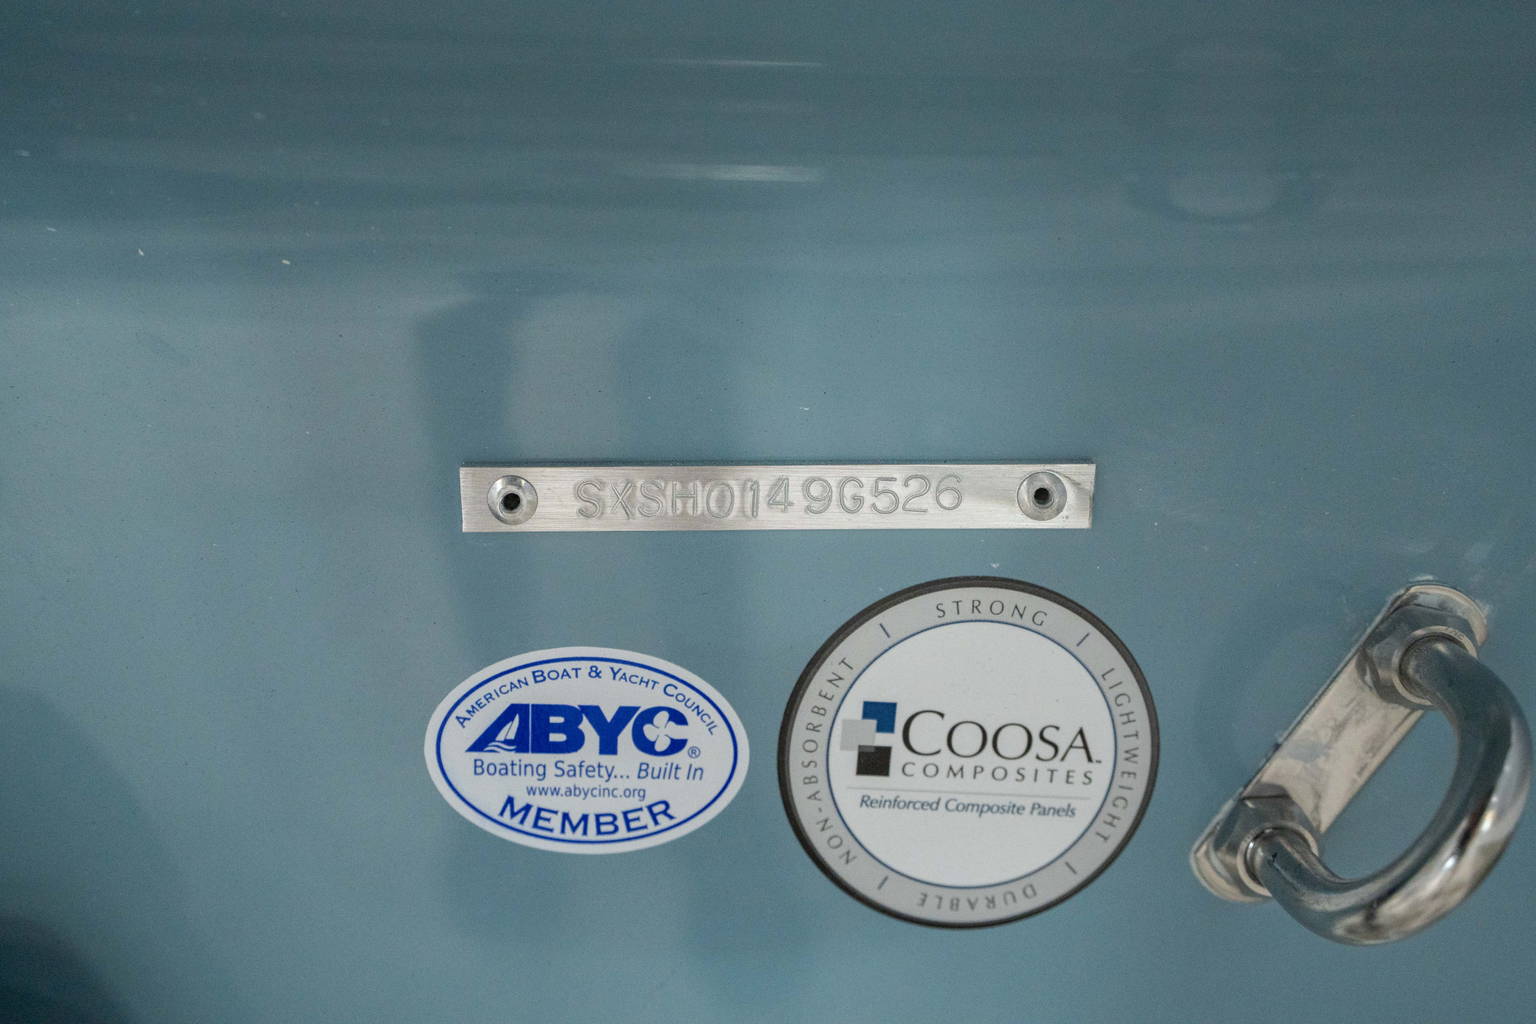 SXSH0149G526
AMERICAN BOAT & YACHT COUNCIL
ABYC®
Boating Safety... Built In
www.abycinc.org
MEMBER
STRONG | LIGHTWEIGHT | DURABLE | NON-ABSORBENT |
COOSA™
COMPOSITES
Reinforced Composite Panels